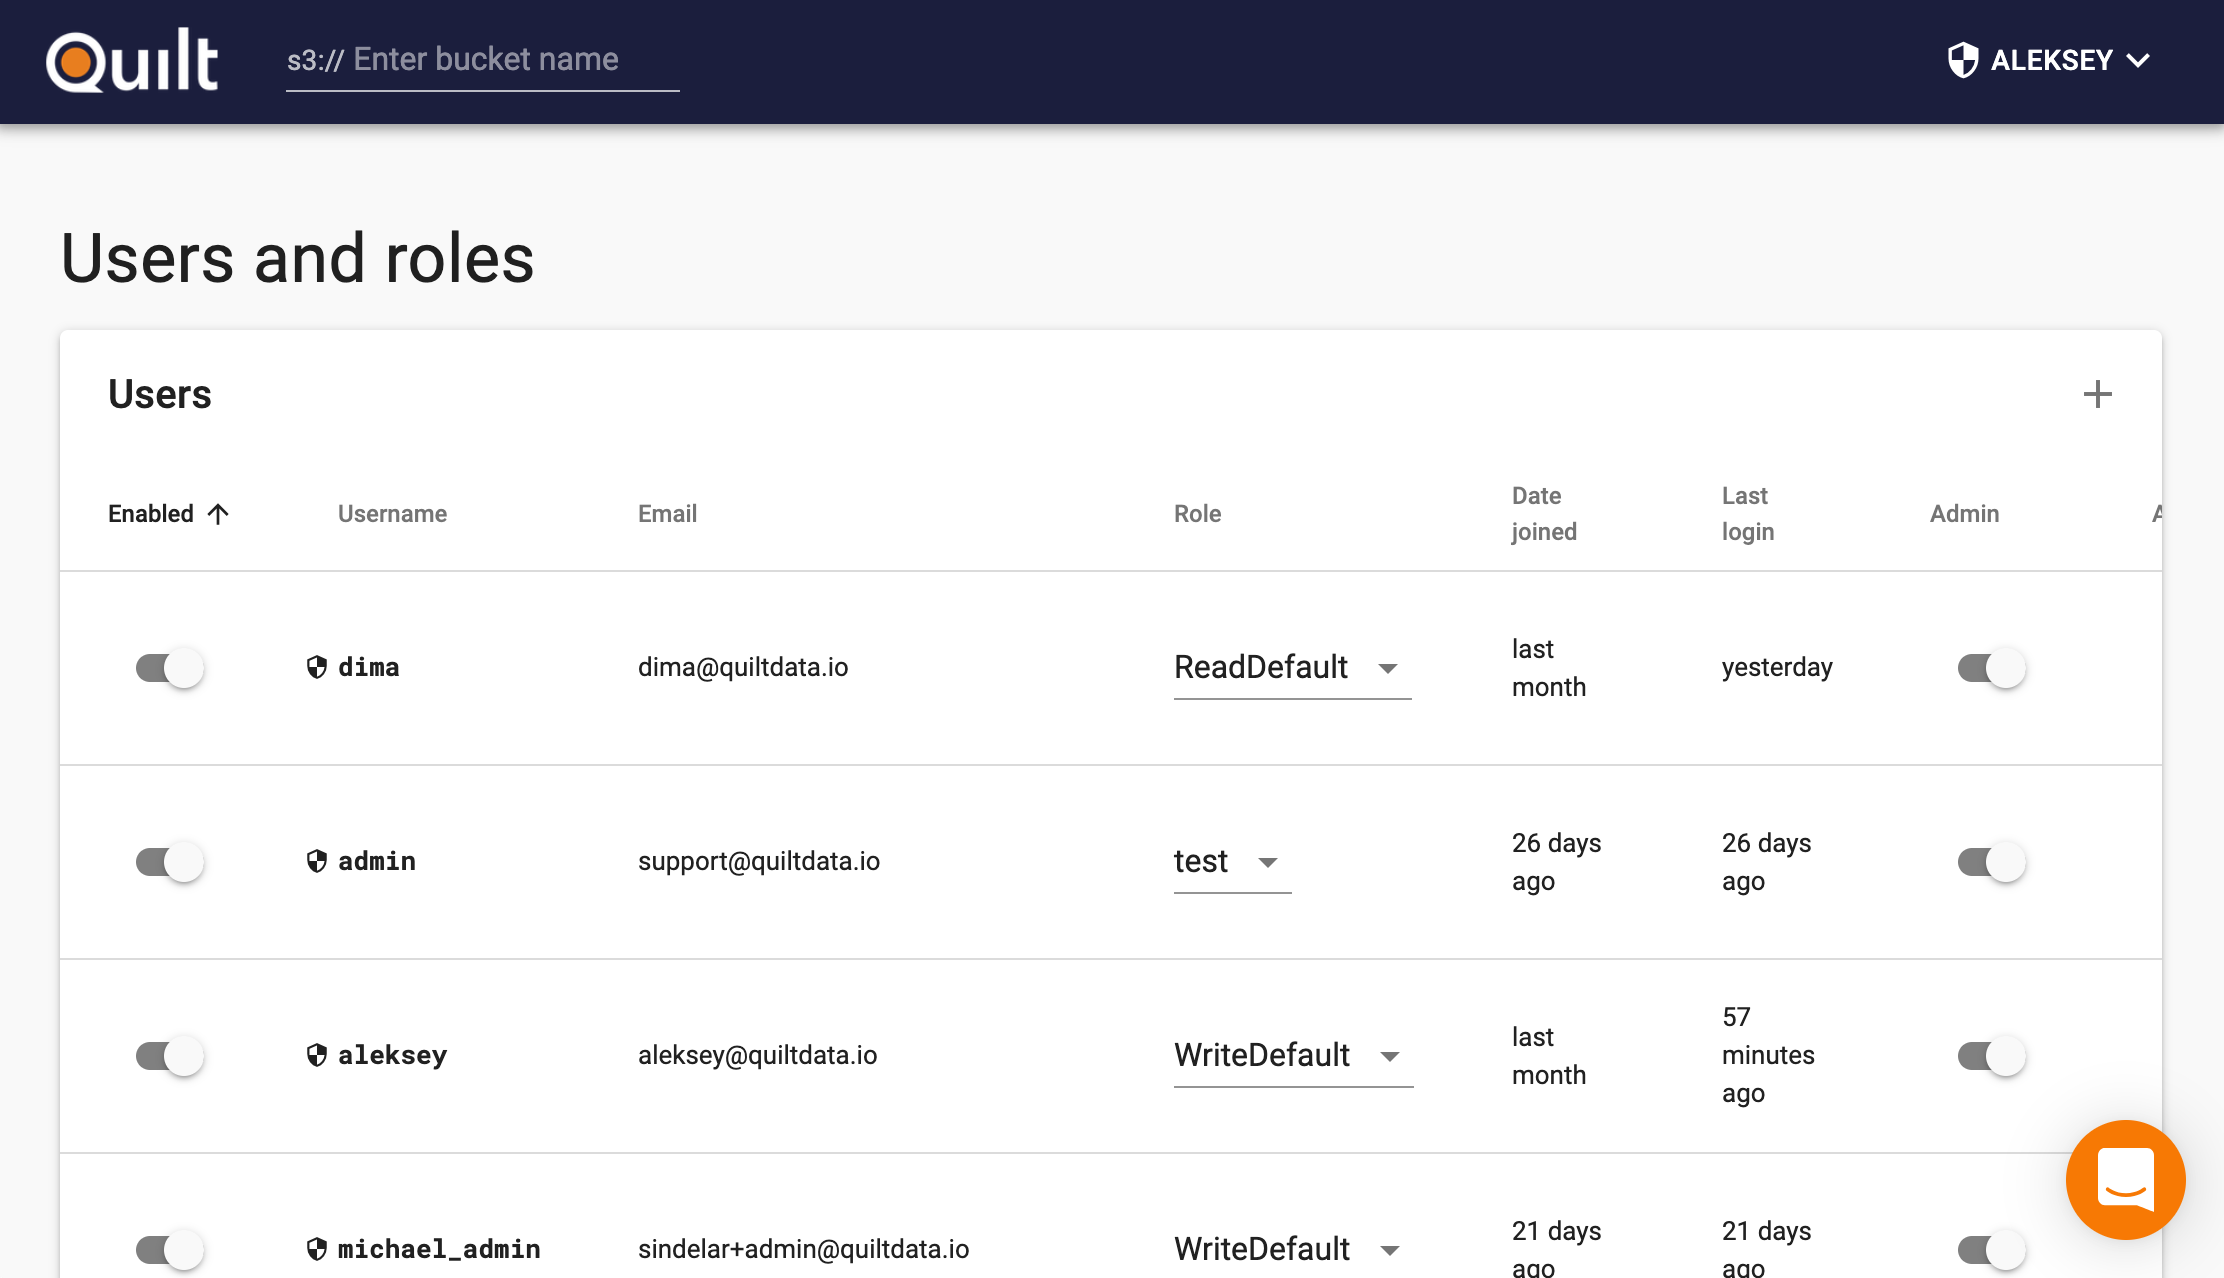 Quilt
s3:// Enter bucket name
ALEKSEY
Users and roles
Users
Enabled Username Email Role Date joined Last login Admin
dima dima@quiltdata.io ReadDefault last month yesterday
admin support@quiltdata.io test 26 days ago 26 days ago
aleksey aleksey@quiltdata.io WriteDefault last month 57 minutes ago
michael_admin sindelar+admin@quiltdata.io WriteDefault 21 days ago 21 days ago